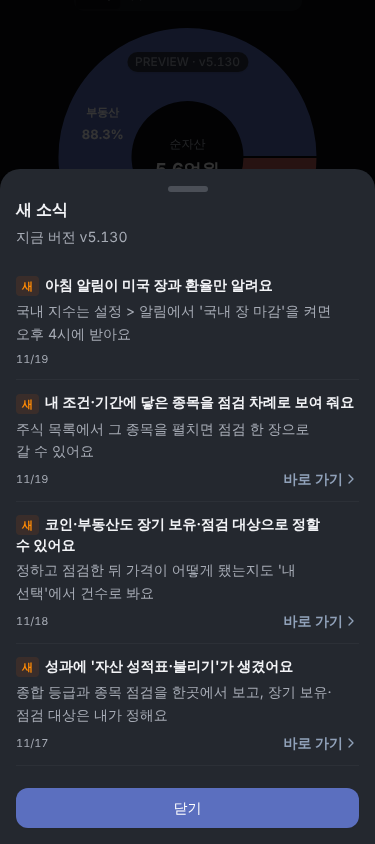 PREVIEW · v5.130
부동산
88.3%
순자산
5.6억원
새 소식
지금 버전 v5.130
새 아침 알림이 미국 장과 환율만 알려요
국내 지수는 설정 > 알림에서 '국내 장 마감'을 켜면
오후 4시에 받아요
11/19
새 내 조건·기간에 닿은 종목을 점검 차례로 보여 줘요
주식 목록에서 그 종목을 펼치면 점검 한 장으로
갈 수 있어요
11/19 바로 가기 >
새 코인·부동산도 장기 보유·점검 대상으로 정할
수 있어요
정하고 점검한 뒤 가격이 어떻게 됐는지도 '내
선택'에서 건수로 봐요
11/18 바로 가기 >
새 성과에 '자산 성적표·불리기'가 생겼어요
종합 등급과 종목 점검을 한곳에서 보고, 장기 보유·
점검 대상은 내가 정해요
11/17 바로 가기 >
닫기